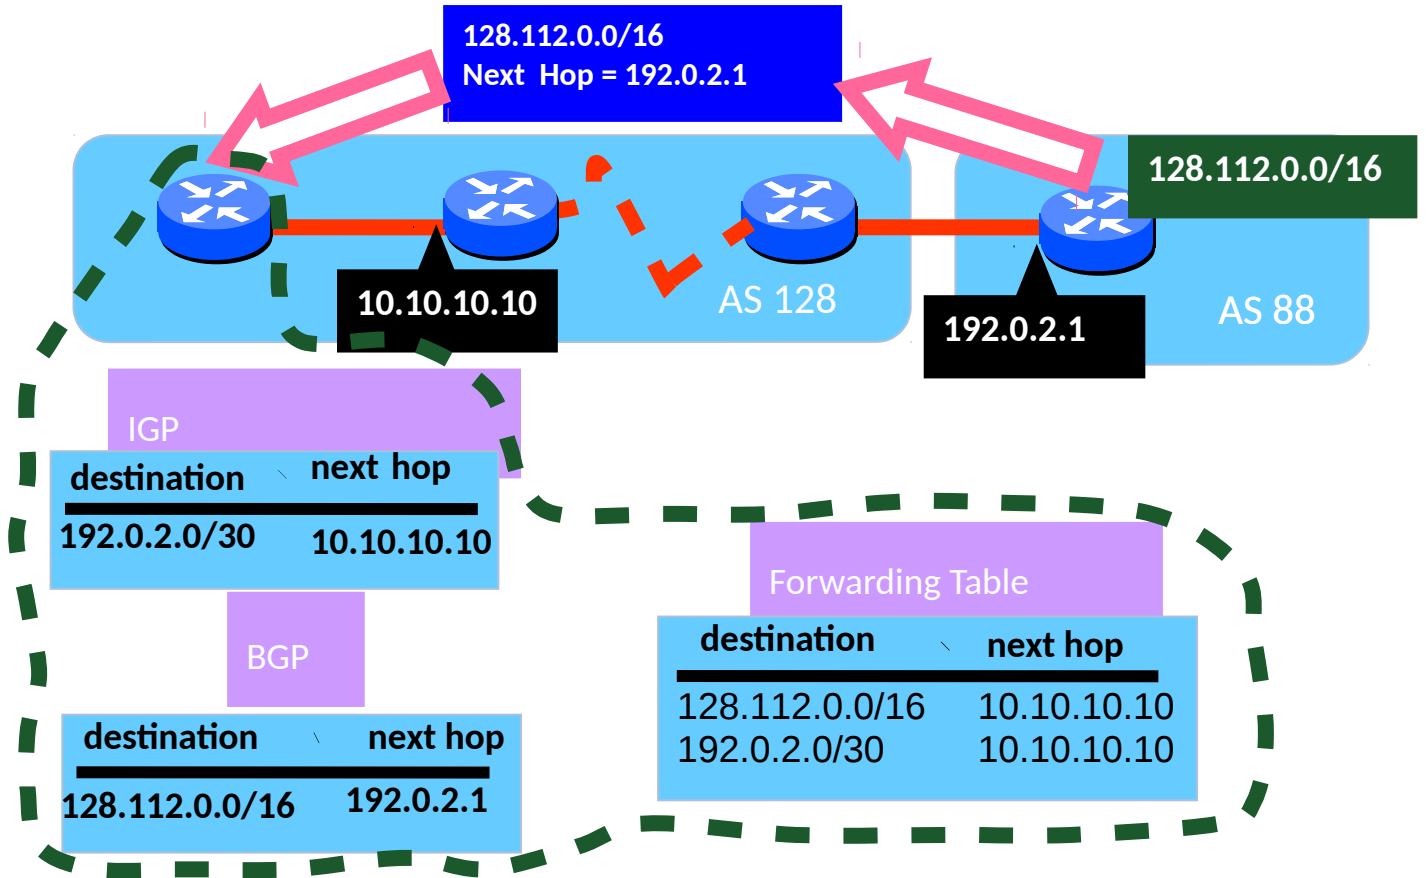 128.112.0.0/16
Next Hop = 192.0.2.1
128.112.0.0/16
10.10.10.10
AS 128
192.0.2.1
AS 88
IGP
destination next hop
192.0.2.0/30 10.10.10.10
BGP
destination next hop
128.112.0.0/16 192.0.2.1
Forwarding Table
destination next hop
128.112.0.0/16 10.10.10.10
192.0.2.0/30 10.10.10.10